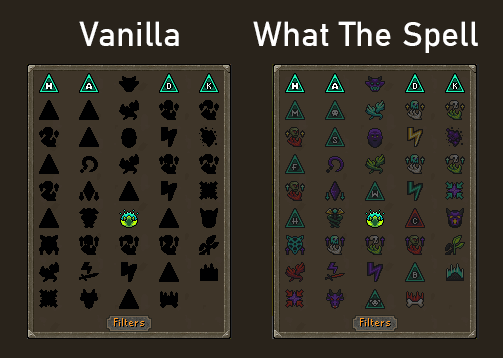 Vanilla What The Spell
H A D K H A D K
M
S
F
W
H C
B
Filters Filters